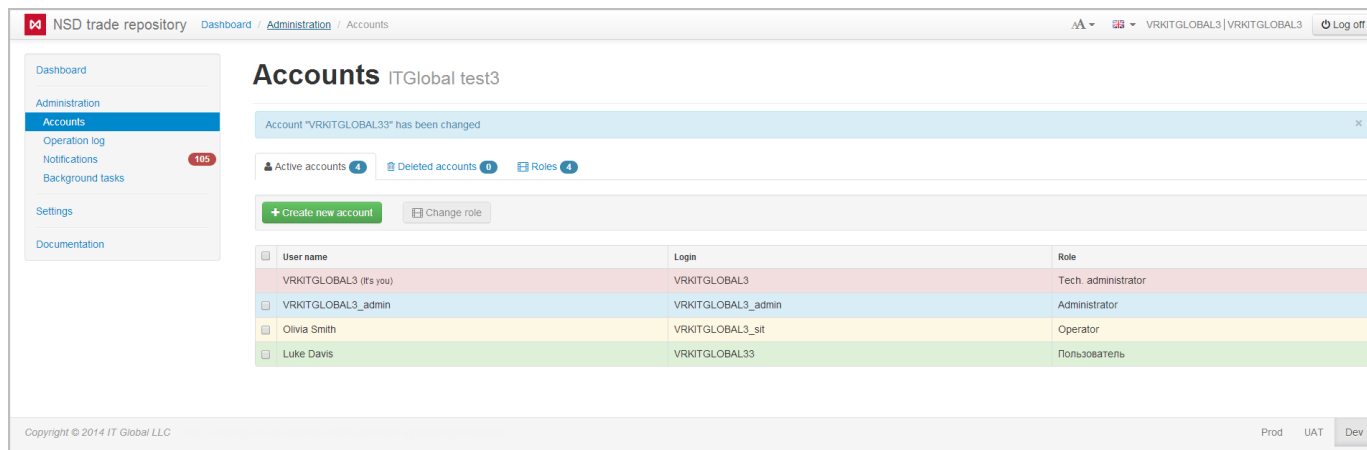 NSD trade repository Dashboard / Administration / Accounts AA VRKITGLOBAL3 | VRKITGLOBAL3 Log off
Dashboard
Administration
Accounts
Operation log
Notifications 105
Background tasks
Settings
Documentation
Accounts ITGlobal test3
Account "VRKITGLOBAL33" has been changed ×
Active accounts 4 Deleted accounts 0 Roles 4
+ Create new account Change role
User name Login Role
VRKITGLOBAL3 (It's you) VRKITGLOBAL3 Tech. administrator
VRKITGLOBAL3_admin VRKITGLOBAL3_admin Administrator
Olivia Smith VRKITGLOBAL3_sit Operator
Luke Davis VRKITGLOBAL33 Пользователь
Copyright © 2014 IT Global LLC Prod UAT Dev